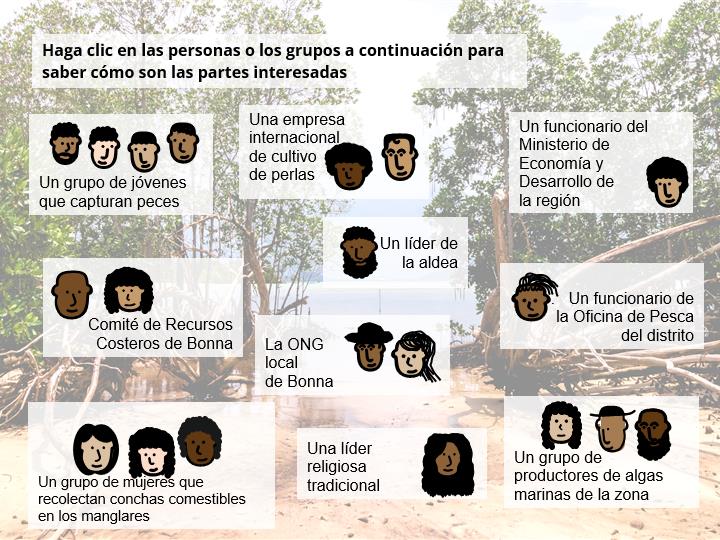 Haga clic en las personas o los grupos a continuación para
saber cómo son las partes interesadas
Un grupo de jóvenes
que capturan peces
Una empresa
internacional
de cultivo
de perlas
Un funcionario del
Ministerio de
Economía y
Desarrollo de
la región
Un líder de
la aldea
Comité de Recursos
Costeros de Bonna
La ONG
local
de Bonna
Un funcionario de
la Oficina de Pesca
del distrito
Un grupo de mujeres que
recolectan conchas comestibles
en los manglares
Una líder
religiosa
tradicional
Un grupo de
productores de algas
marinas de la zona